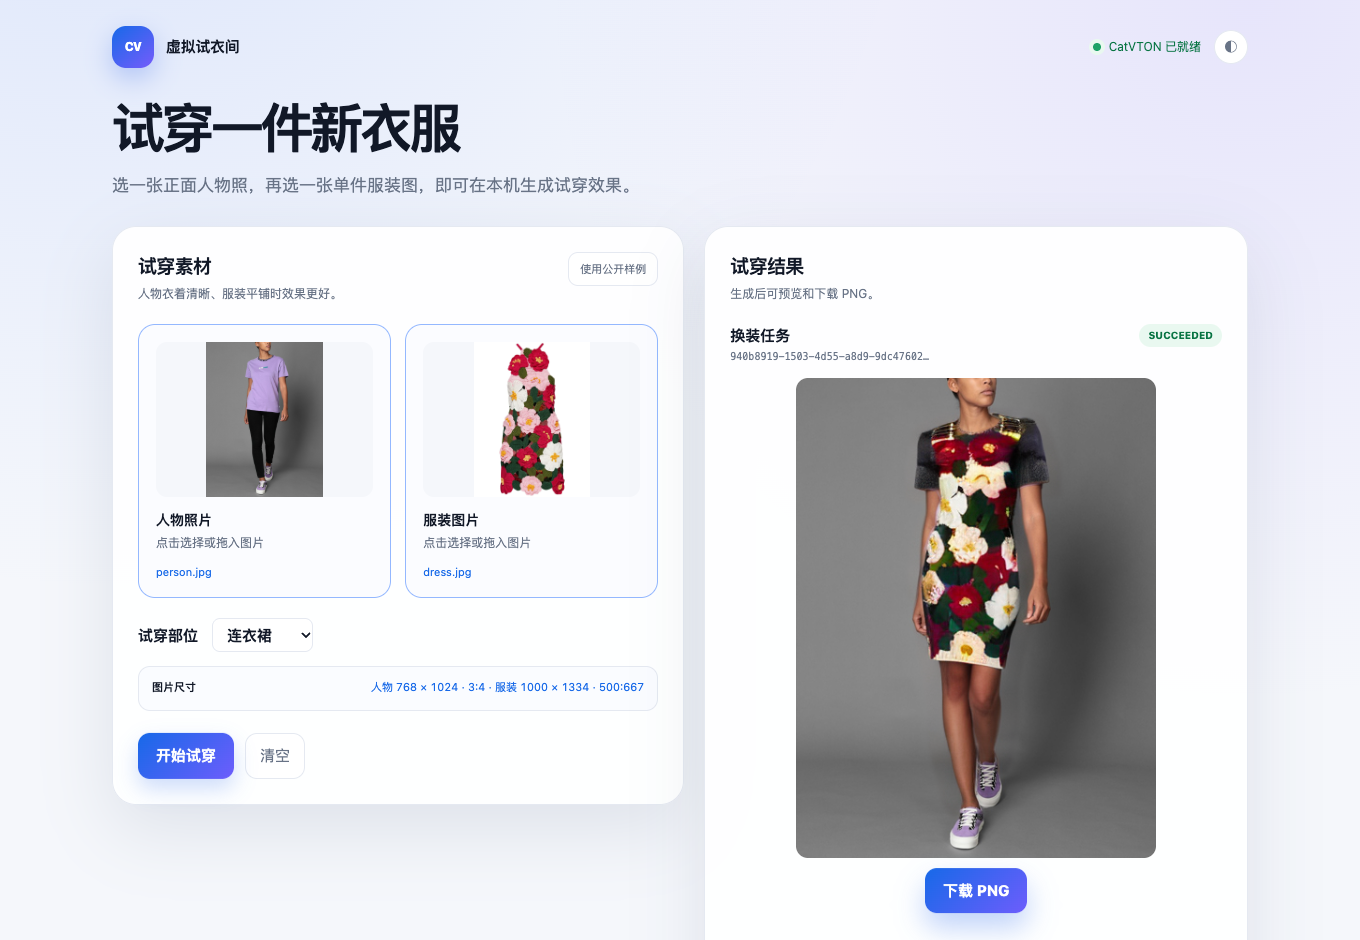 CV
虚拟试衣间
CatVTON 已就绪
试穿一件新衣服
选一张正面人物照，再选一张单件服装图，即可在本机生成试穿效果。
试穿素材
人物衣着清晰、服装平铺时效果更好。
使用公开样例
人物照片
点击选择或拖入图片
person.jpg
服装图片
点击选择或拖入图片
dress.jpg
试穿部位
连衣裙
图片尺寸
人物 768 × 1024 · 3:4 · 服装 1000 × 1334 · 500:667
开始试穿
清空
试穿结果
生成后可预览和下载 PNG。
换装任务
SUCCEEDED
940b8919-1503-4d55-a8d9-9dc47602…
下载 PNG